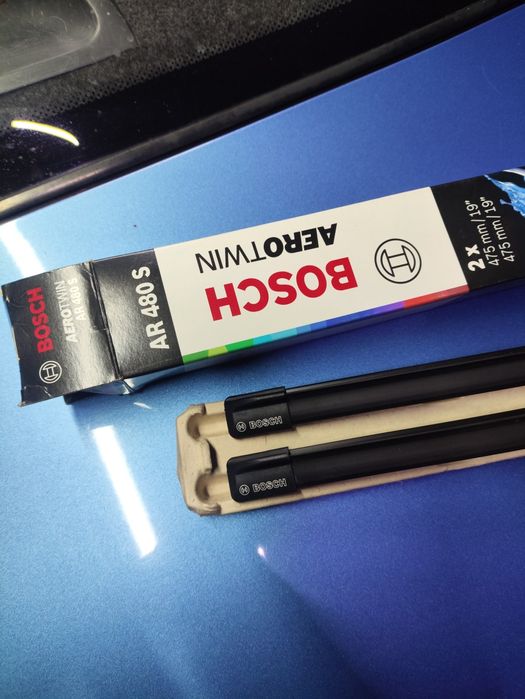 BOSCH
AEROTWIN
AR 480 S
AR 480 S
BOSCH
AEROTWIN
2 x
475 mm / 19"
475 mm / 19"
BOSCH
BOSCH